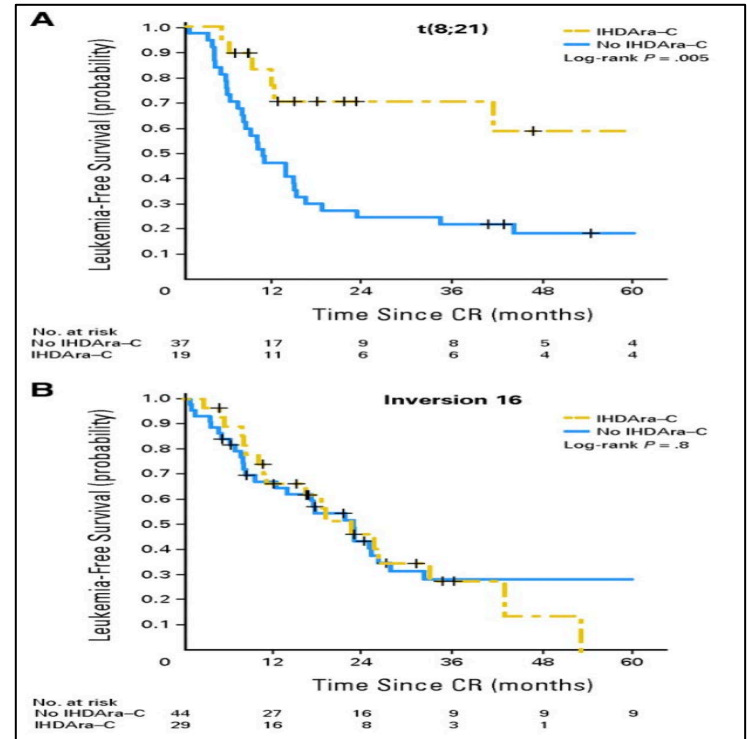 A
t(8;21)
IHDAra–C
No IHDAra–C
Log-rank P = .005
Leukemia-Free Survival (probability)
1.0
0.9
0.8
0.7
0.6
0.5
0.4
0.3
0.2
0.1
0 12 24 36 48 60
Time Since CR (months)
No. at risk
No IHDAra–C 37 17 9 8 5 4
IHDAra–C 19 11 6 6 4 4
B
Inversion 16
IHDAra–C
No IHDAra–C
Log-rank P = .8
Leukemia-Free Survival (probability)
1.0
0.9
0.8
0.7
0.6
0.5
0.4
0.3
0.2
0.1
0 12 24 36 48 60
Time Since CR (months)
No. at risk
No IHDAra–C 44 27 16 9 9 9
IHDAra–C 29 16 8 3 1